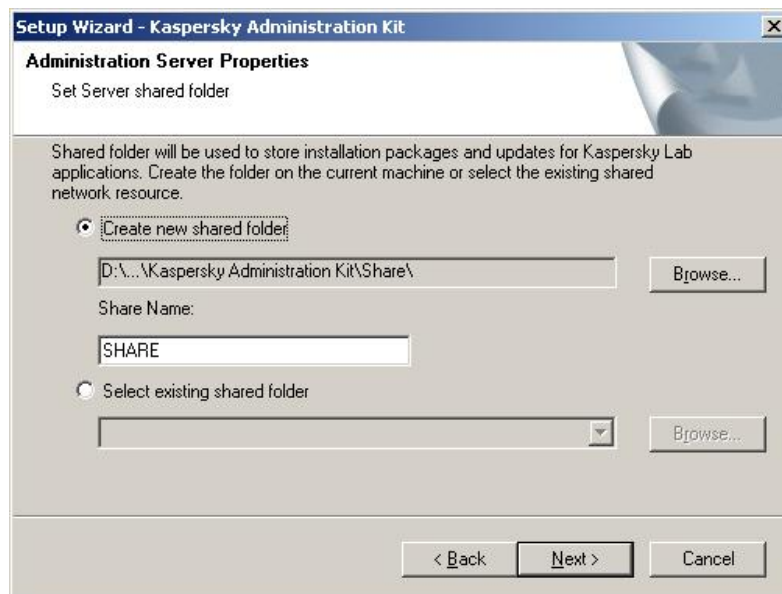 Setup Wizard - Kaspersky Administration Kit
Administration Server Properties
Set Server shared folder
Shared folder will be used to store installation packages and updates for Kaspersky Lab
applications. Create the folder on the current machine or select the existing shared
network resource.
Create new shared folder
D:\...\Kaspersky Administration Kit\Share\
Browse...
Share Name:
SHARE
Select existing shared folder
Browse...
< Back
Next >
Cancel